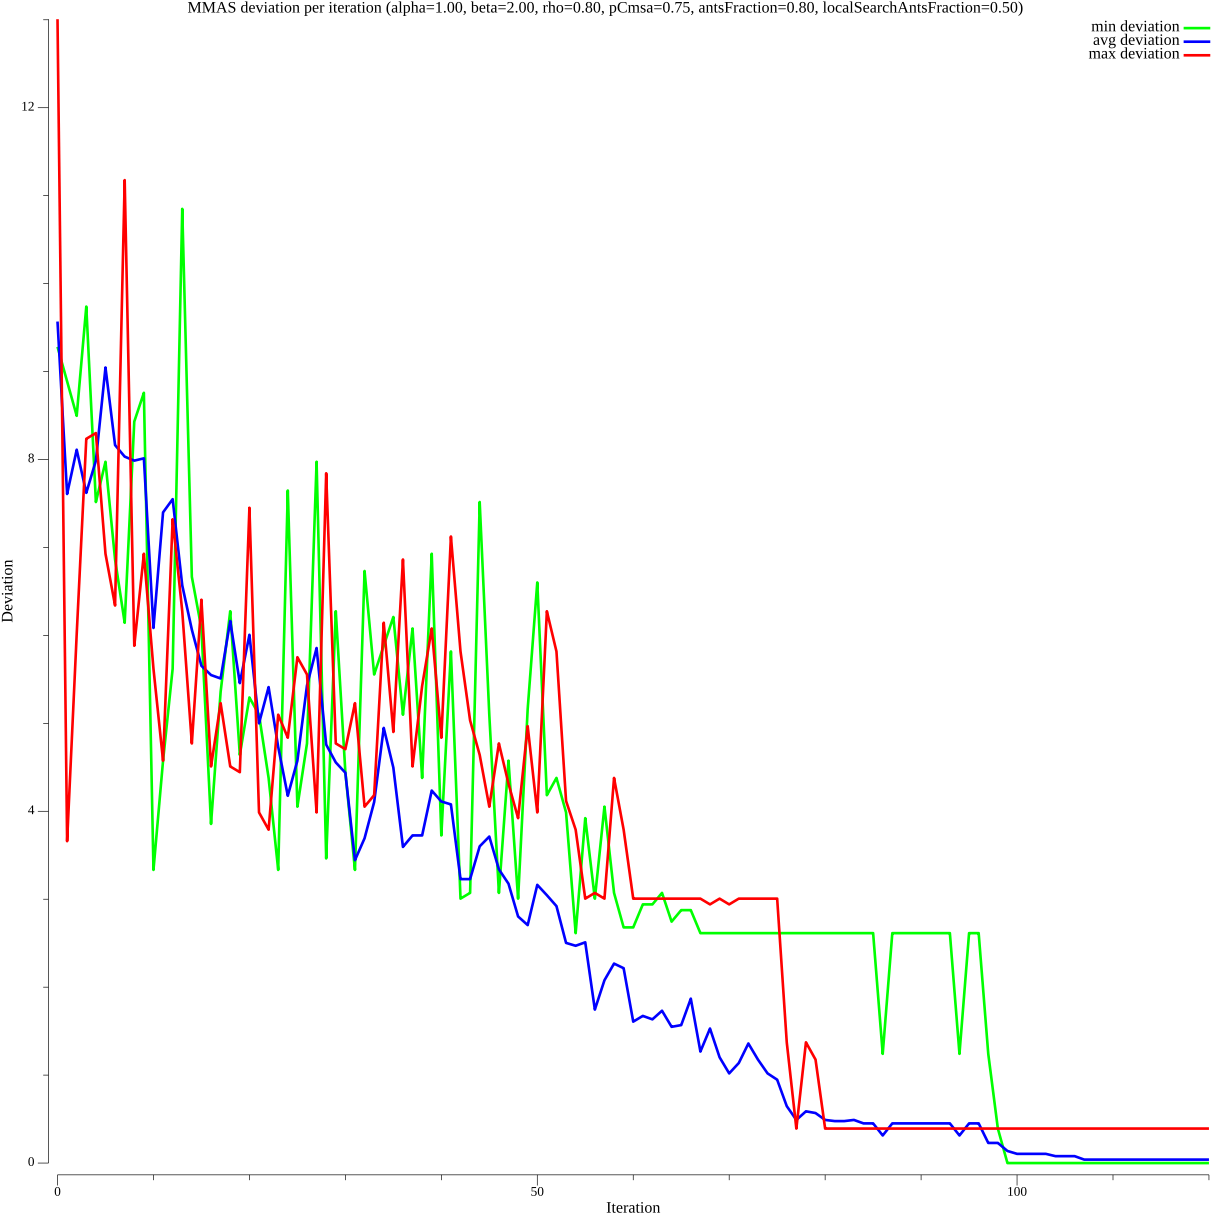 MMAS deviation per iteration (alpha=1.00, beta=2.00, rho=0.80, pCmsa=0.75, antsFraction=0.80, localSearchAntsFraction=0.50)
min deviation
avg deviation
max deviation
12
8
4
0
Deviation
0
50
100
Iteration